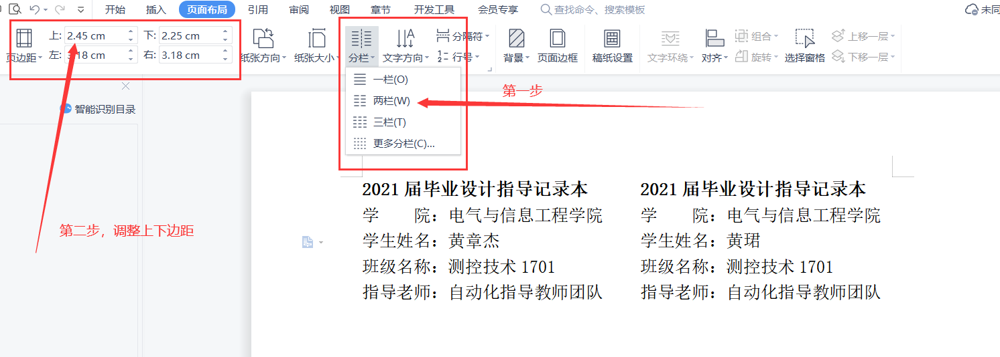 开始 插入 页面布局 引用 审阅 视图 章节 开发工具 会员专享 查找命令、搜索模板 未同
上: 2.45 cm 下: 2.25 cm 分隔符 组合 上移一层
页边距 左: 3.18 cm 右: 3.18 cm 纸张方向 纸张大小 分栏 文字方向 行号 背景 页面边框 稿纸设置 文字环绕 对齐 旋转 选择窗格 下移一层
一栏(O)
第一步
两栏(W)
智能识别目录
三栏(T)
更多分栏(C)...
2021 届毕业设计指导记录本 2021 届毕业设计指导记录本
学 院：电气与信息工程学院 学 院：电气与信息工程学院
第二步，调整上下边距
学生姓名：黄章杰 学生姓名：黄珺
班级名称：测控技术 1701 班级名称：测控技术 1701
指导老师：自动化指导教师团队 指导老师：自动化指导教师团队